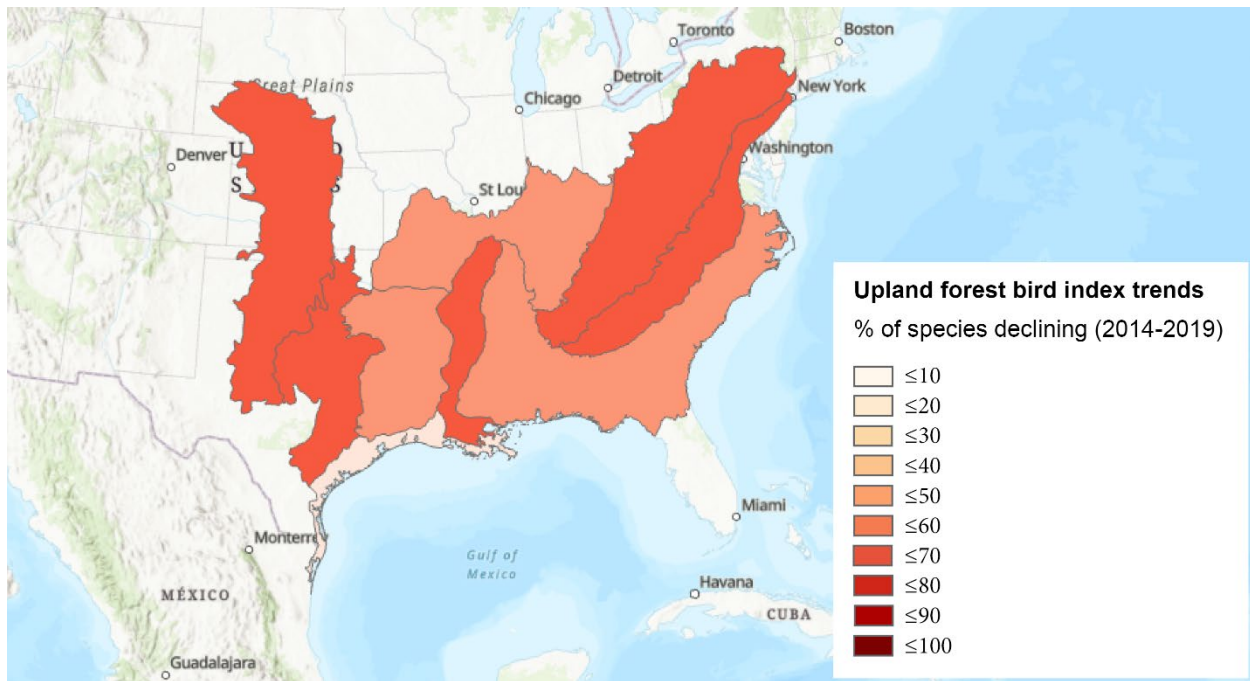 Toronto
Boston
Great Plains
Detroit
New York
Chicago
Denver
U
Washington
S
S
St Lou
Upland forest bird index trends
% of species declining (2014-2019)
≤10
≤20
≤30
≤40
≤50
≤60
≤70
≤80
≤90
≤100
Miami
Monterrey
Gulf of
Mexico
Havana
MÉXICO
CUBA
Guadalajara